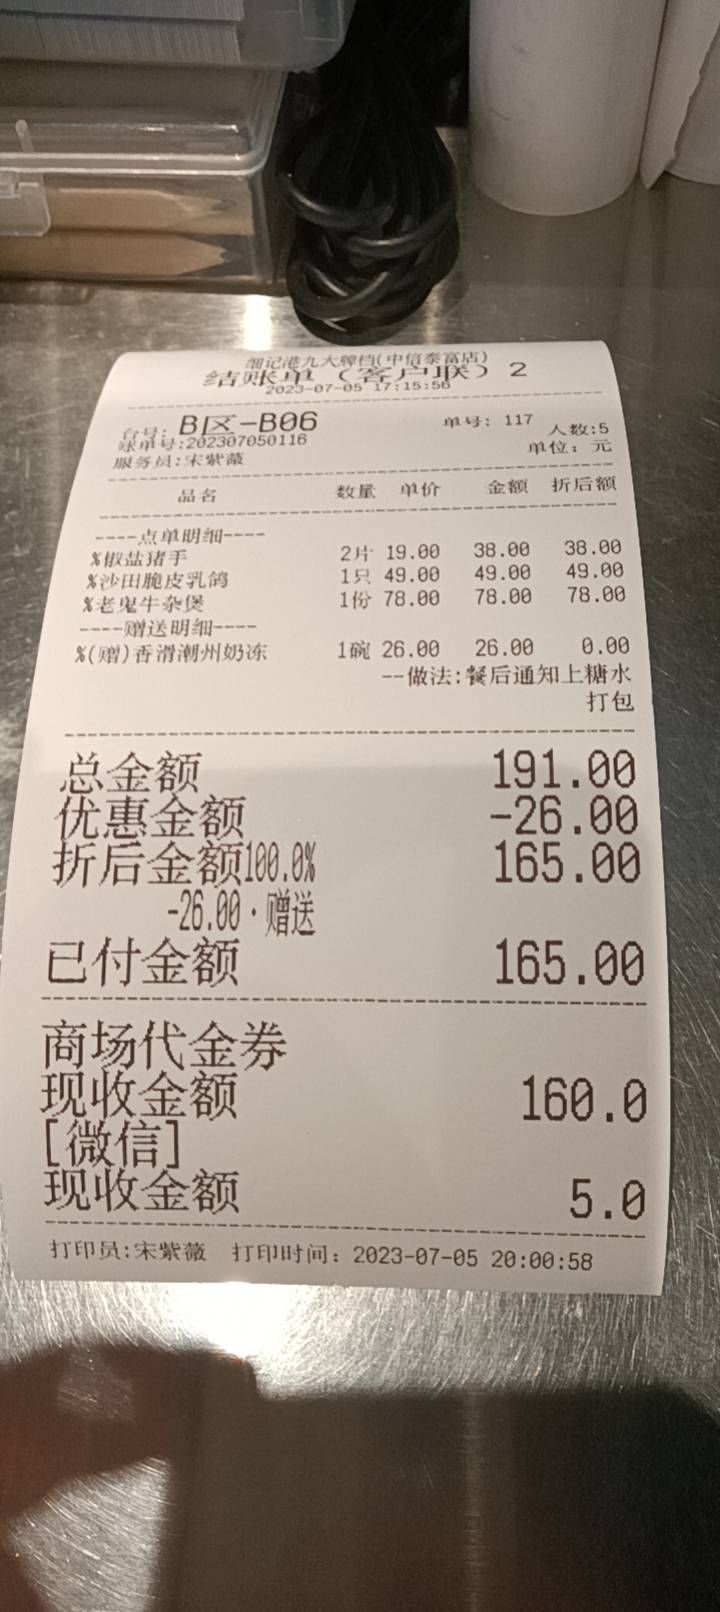 细记港九大牌档(中信泰富店)
结账单（客户联）2
2023-07-05 17:15:56
台号: B区-B06 单号: 117 人数:5
账单号:202307050116 单位: 元
服务员:宋紫薇
品名 数量 单价 金额 折后额
----点单明细----
%椒盐猪手 2片 19.00 38.00 38.00
%沙田脆皮乳鸽 1只 49.00 49.00 49.00
%老鬼牛杂煲 1份 78.00 78.00 78.00
----赠送明细----
%(赠)香滑潮州奶冻 1碗 26.00 26.00 0.00
--做法:餐后通知上糖水
打包
总金额 191.00
优惠金额 -26.00
折后金额100.0% 165.00
-26.00·赠送
已付金额 165.00
商场代金券
现收金额 160.0
[微信]
现收金额 5.0
打印员:宋紫薇 打印时间: 2023-07-05 20:00:58